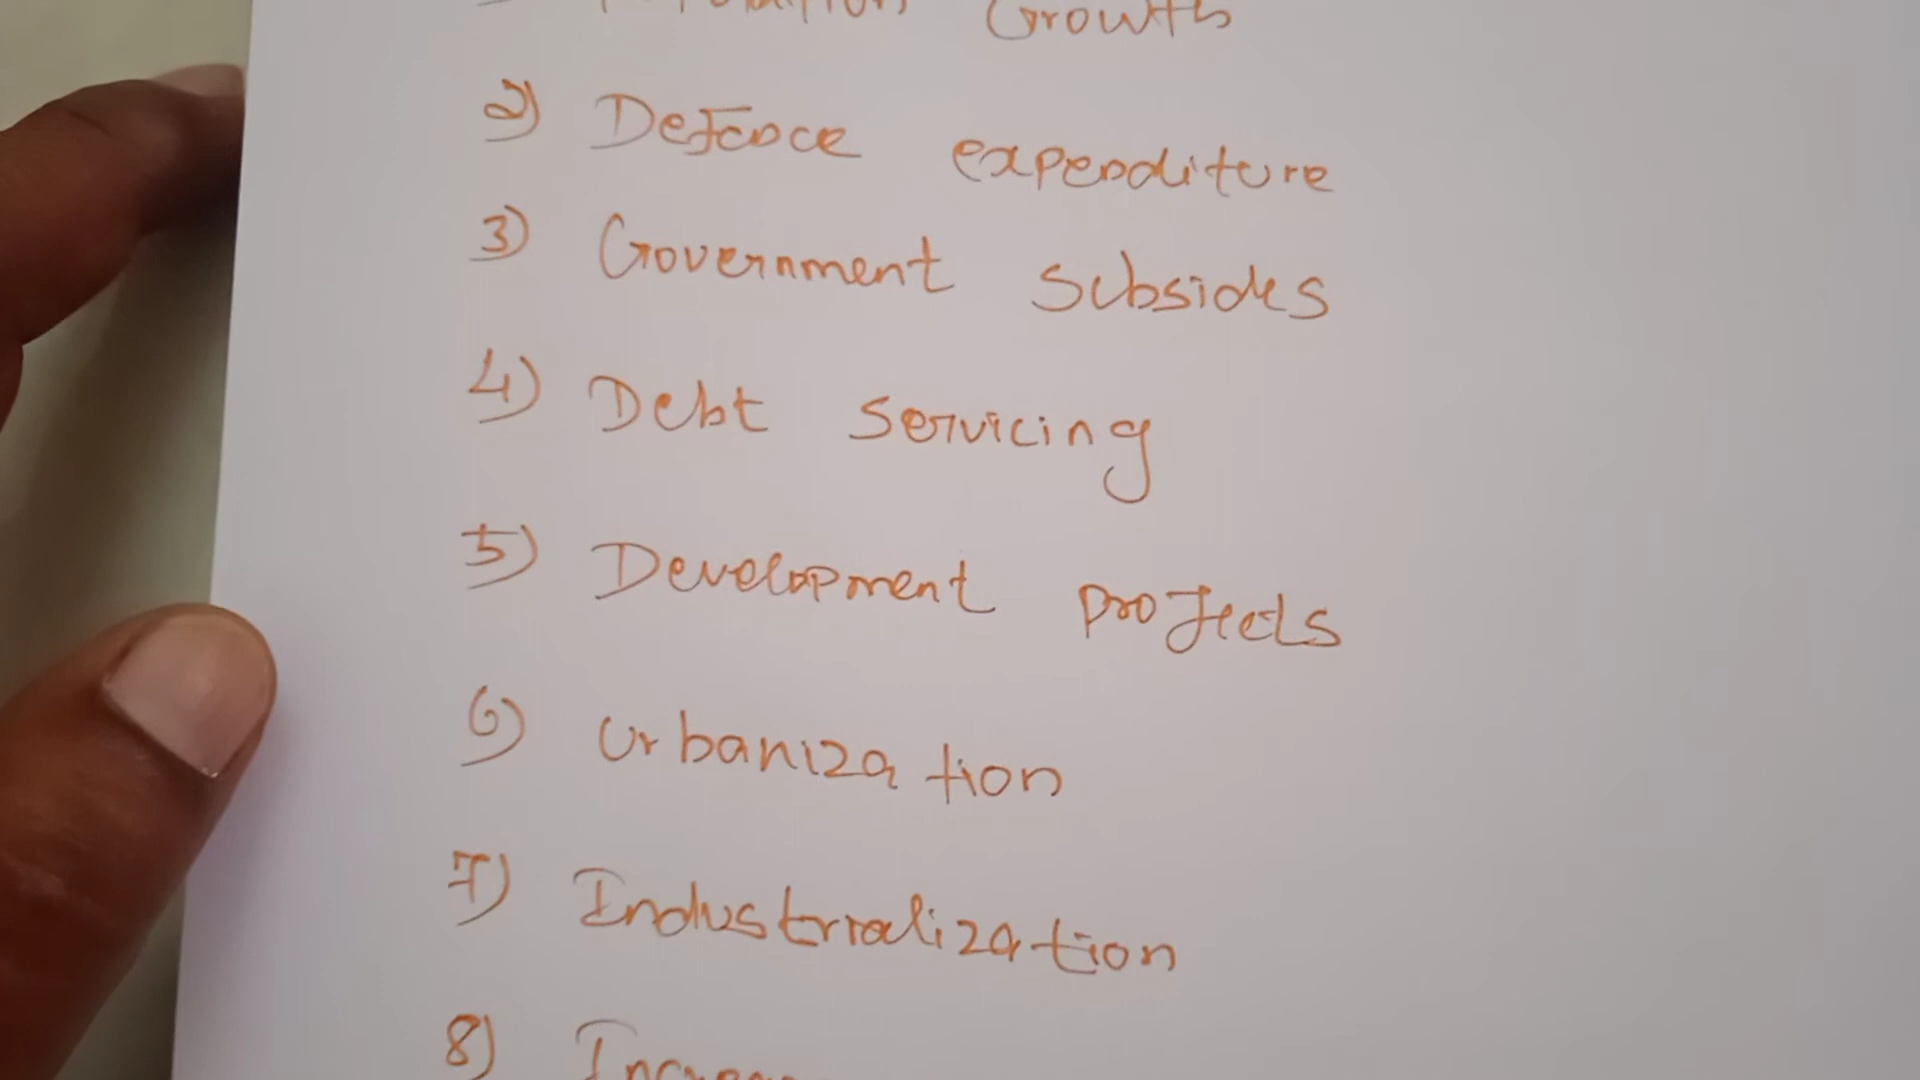 Growth
2) Defence expenditure
3) Government Subsides
4) Debt Servicing
5) Development projects
6) Urbanization
7) Industrialization
8)